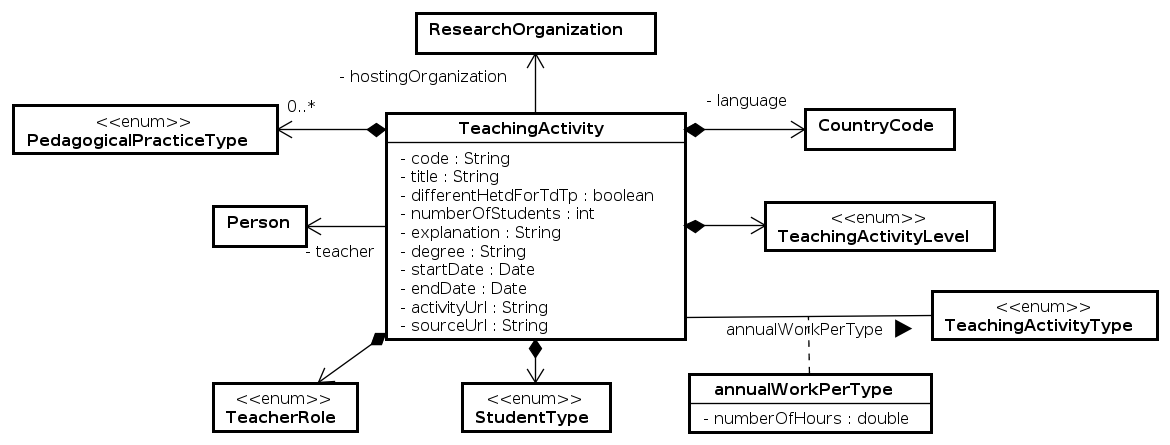 ResearchOrganization
- hostingOrganization
- language
0..*
<<enum>>
PedagogicalPracticeType
TeachingActivity
CountryCode
- code : String
- title : String
- differentHetdForTdTp : boolean
- numberOfStudents : int
- explanation : String
- degree : String
- startDate : Date
- endDate : Date
- activityUrl : String
- sourceUrl : String
Person
- teacher
<<enum>>
TeachingActivityLevel
<<enum>>
TeachingActivityType
annualWorkPerType
<<enum>>
TeacherRole
<<enum>>
StudentType
annualWorkPerType
- numberOfHours : double